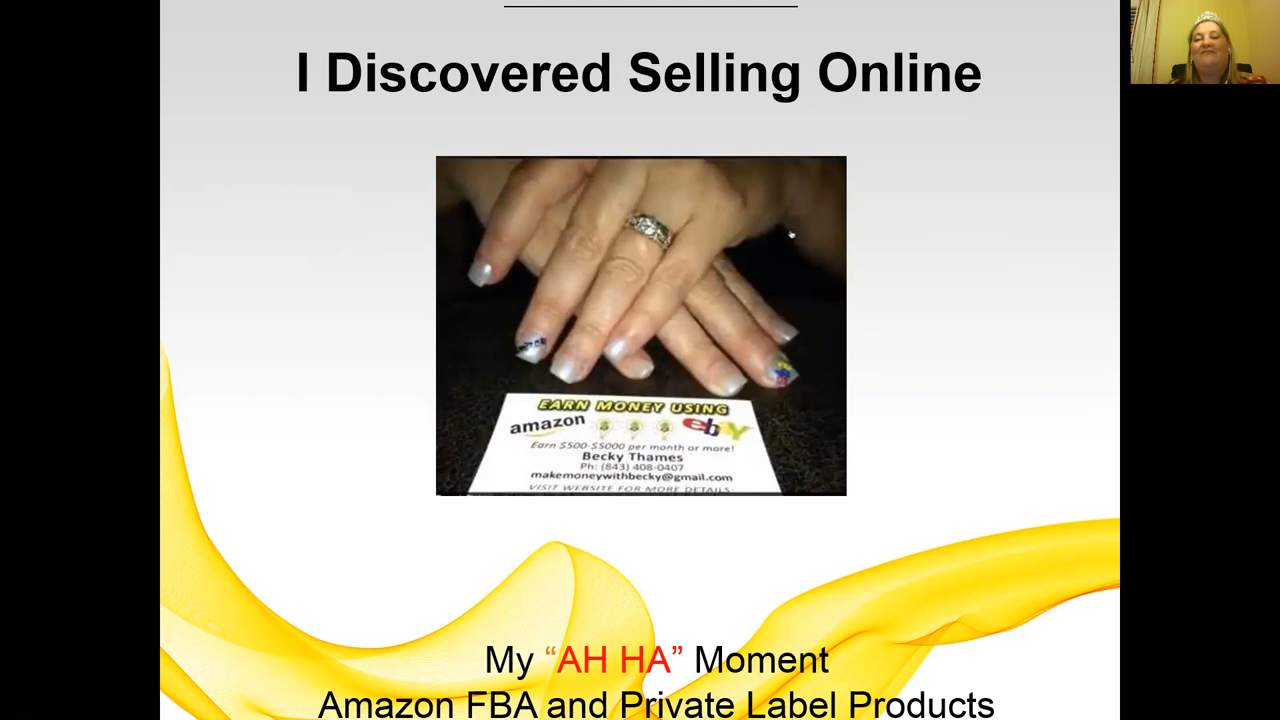 I Discovered Selling Online
EARN MONEY USING
amazon ebay
Earn $500-$5000 per month or more!
Becky Thames
Ph: (843) 408-0407
makemoneywithbecky@gmail.com
VISIT WEBSITE FOR MORE DETAILS:
My “AH HA” Moment
Amazon FBA and Private Label Products